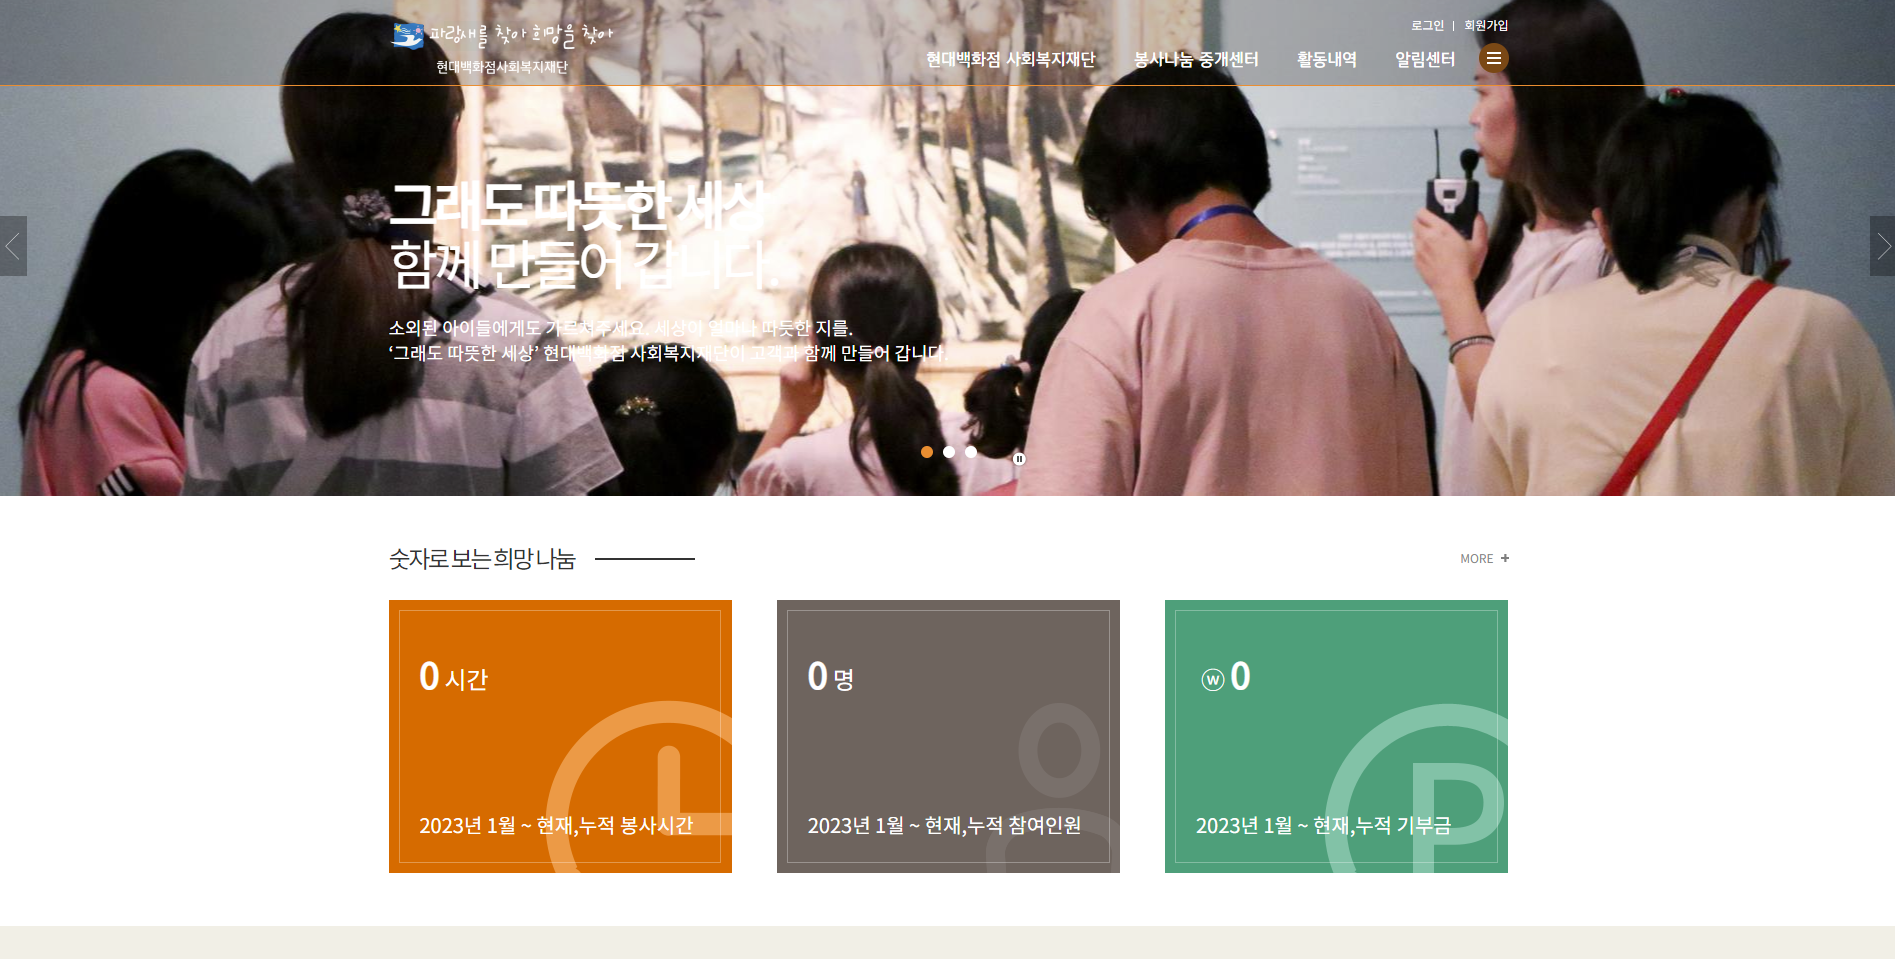 파랑새를 찾아 희망을 찾아
현대백화점사회복지재단
로그인 | 회원가입
현대백화점 사회복지재단 봉사나눔 중개센터 활동내역 알림센터
그래도 따듯한 세상
함께 만들어 갑니다.
소외된 아이들에게도 가르쳐주세요. 세상이 얼마나 따듯한 지를.
‘그래도 따뜻한 세상’ 현대백화점 사회복지재단이 고객과 함께 만들어 갑니다.
숫자로 보는 희망 나눔
MORE +
0 시간
2023년 1월 ~ 현재,누적 봉사시간
0 명
2023년 1월 ~ 현재,누적 참여인원
ⓦ 0
2023년 1월 ~ 현재,누적 기부금